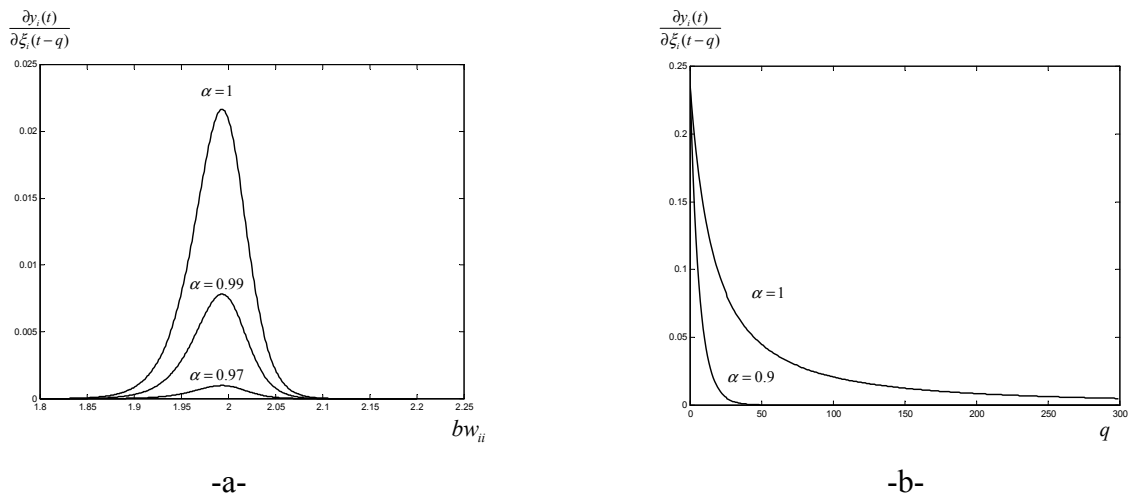 ∂y_i(t)
∂ξ_i(t−q)
0.025
α = 1
0.02
0.015
0.01
α = 0.99
0.005
α = 0.97
0
1.8 1.85 1.9 1.95 2 2.05 2.1 2.15 2.2 2.25
bw_ii
-a-
∂y_i(t)
∂ξ_i(t−q)
0.25
0.2
0.15
0.1
α = 1
0.05
α = 0.9
0
0 50 100 150 200 250 300
q
-b-